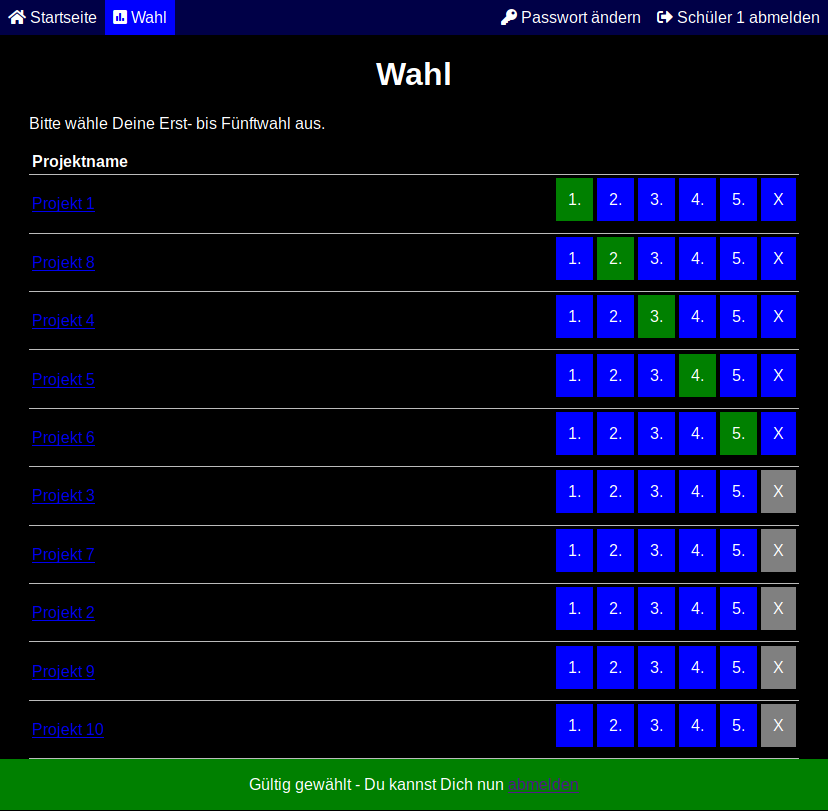 Startseite Wahl Passwort ändern Schüler 1 abmelden
Wahl
Bitte wähle Deine Erst- bis Fünftwahl aus.
Projektname
Projekt 1 1. 2. 3. 4. 5. X
Projekt 8 1. 2. 3. 4. 5. X
Projekt 4 1. 2. 3. 4. 5. X
Projekt 5 1. 2. 3. 4. 5. X
Projekt 6 1. 2. 3. 4. 5. X
Projekt 3 1. 2. 3. 4. 5. X
Projekt 7 1. 2. 3. 4. 5. X
Projekt 2 1. 2. 3. 4. 5. X
Projekt 9 1. 2. 3. 4. 5. X
Projekt 10 1. 2. 3. 4. 5. X
Gültig gewählt - Du kannst Dich nun abmelden